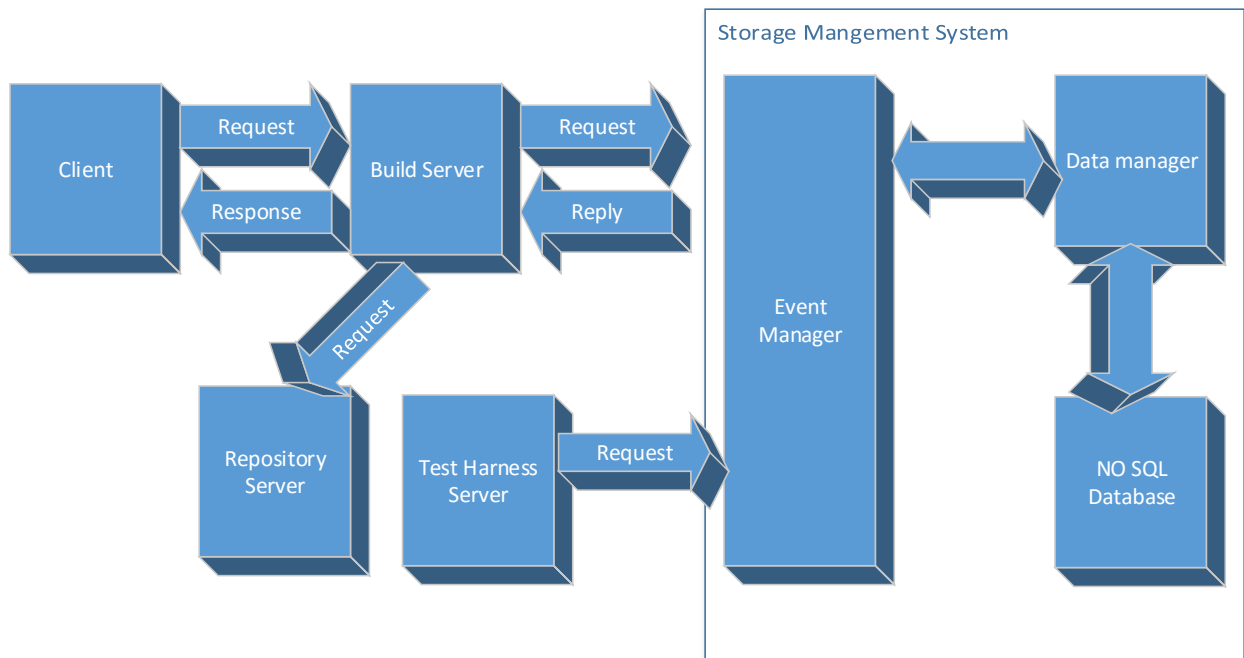 Storage Mangement System
Client
Request
Response
Build Server
Request
Reply
Request
Repository
Server
Test Harness
Server
Request
Event
Manager
Data manager
NO SQL
Database